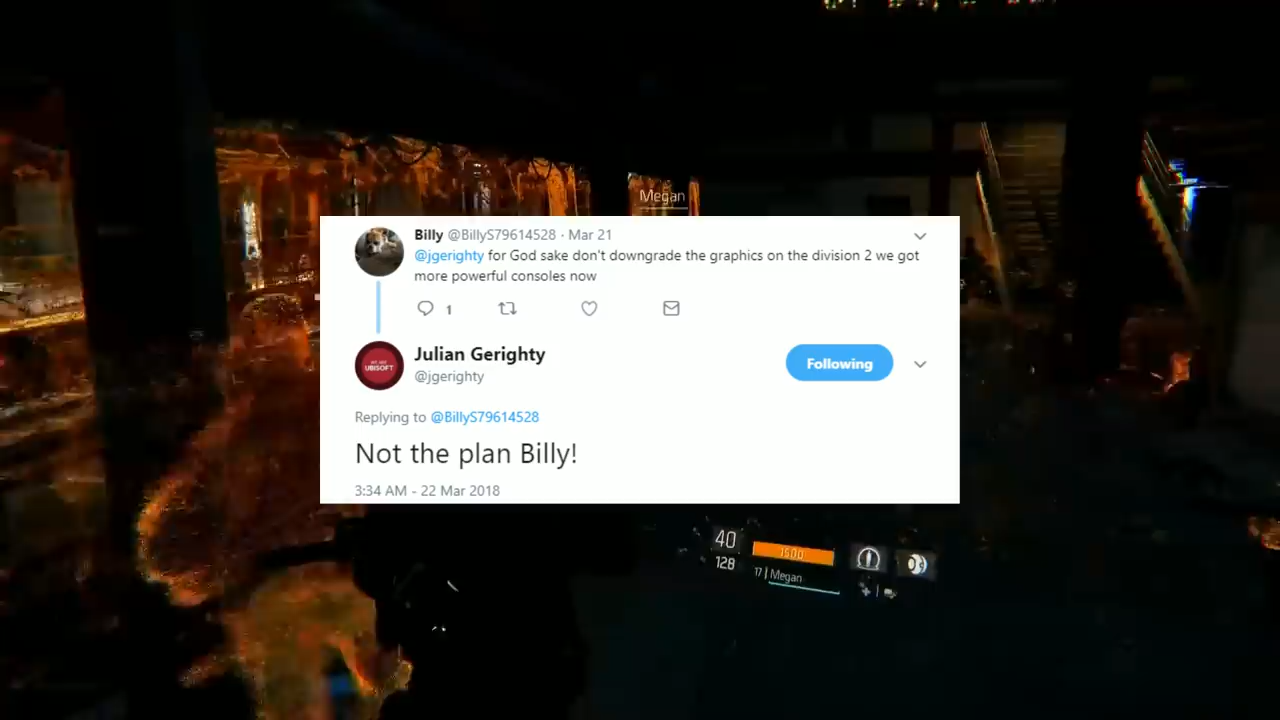 Megan
Billy @BillyS79614528 · Mar 21
@jgerighty for God sake don't downgrade the graphics on the division 2 we got
more powerful consoles now
1
WE ARE
UBISOFT
Julian Gerighty
@jgerighty
Following
Replying to @BillyS79614528
Not the plan Billy!
3:34 AM - 22 Mar 2018
40
1500
128
17 | Megan